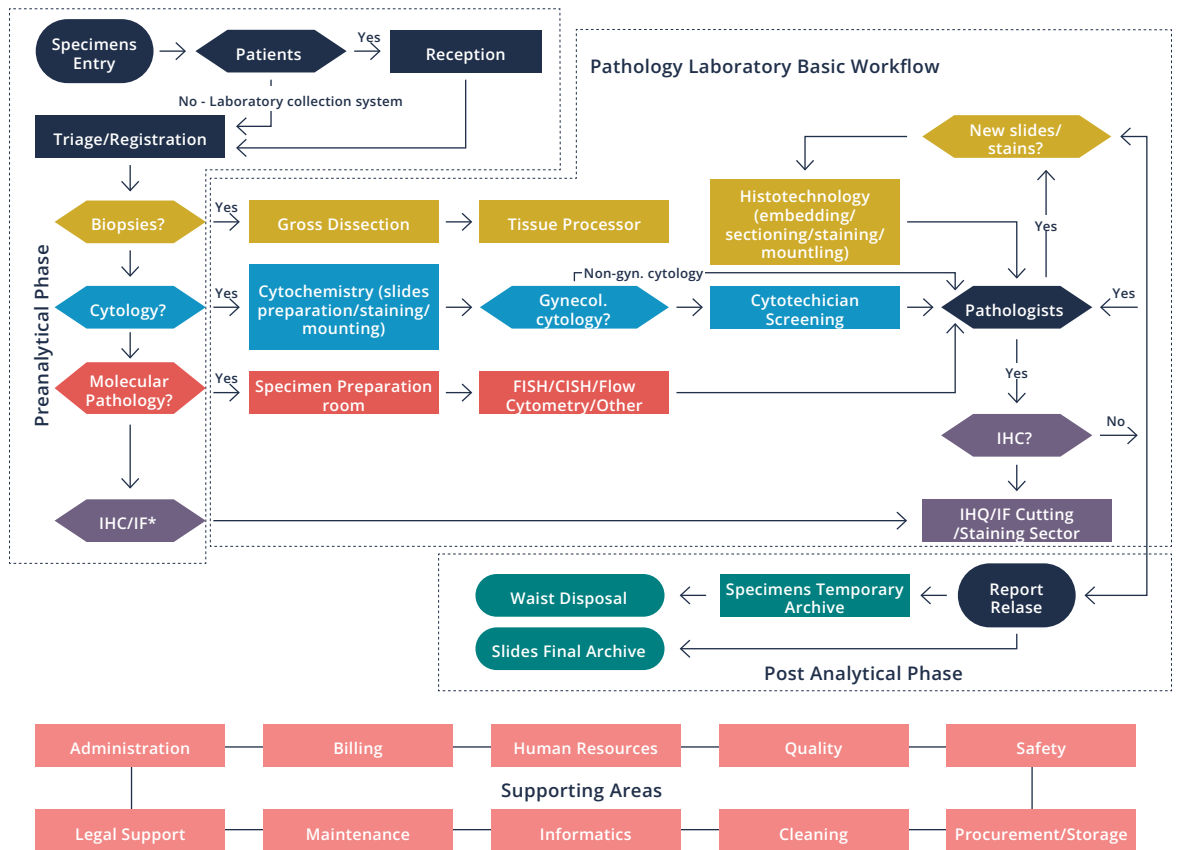 Specimens
Entry
Patients
Yes
Reception
No - Laboratory collection system
Triage/Registration
Pathology Laboratory Basic Workflow
New slides/
stains?
Preanalytical Phase
Biopsies?
Yes
Gross Dissection
Tissue Processor
Histotechnology
(embedding/
sectioning/staining/
mountling)
Yes
Cytology?
Yes
Cytochemistry (slides
preparation/staining/
mounting)
Non-gyn. cytology
Gynecol.
cytology?
Cytotechician
Screening
Pathologists
Yes
Molecular
Pathology?
Yes
Specimen Preparation
room
FISH/CISH/Flow
Cytometry/Other
Yes
IHC?
No
IHC/IF*
IHQ/IF Cutting
/Staining Sector
Waist Disposal
Specimens Temporary
Archive
Report
Relase
Slides Final Archive
Post Analytical Phase
Administration
Billing
Human Resources
Quality
Safety
Supporting Areas
Legal Support
Maintenance
Informatics
Cleaning
Procurement/Storage